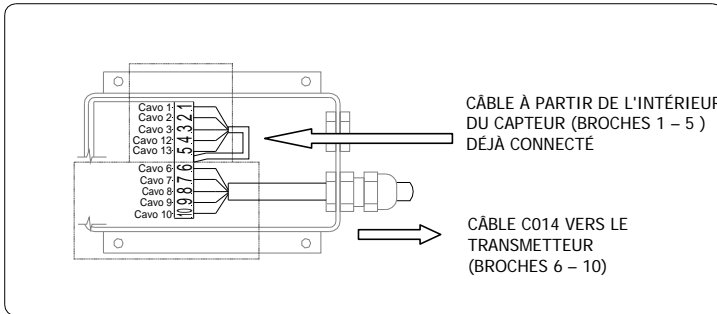 Cavo 1
Cavo 2
Cavo 3
Cavo 12
Cavo 13
Cavo 6
Cavo 7
Cavo 8
Cavo 9
Cavo 10
1
2
3
4
5
6
7
8
9
10
CÂBLE À PARTIR DE L'INTÉRIEUR
DU CAPTEUR (BROCHES 1 – 5 )
DÉJÀ CONNECTÉ
CÂBLE C014 VERS LE
TRANSMETTEUR
(BROCHES 6 – 10)